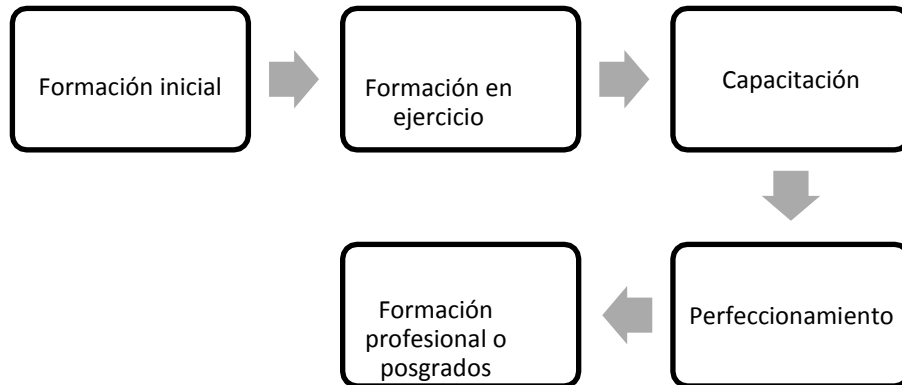 Formación inicial
Formación en
ejercicio
Capacitación
Perfeccionamiento
Formación
profesional o
posgrados